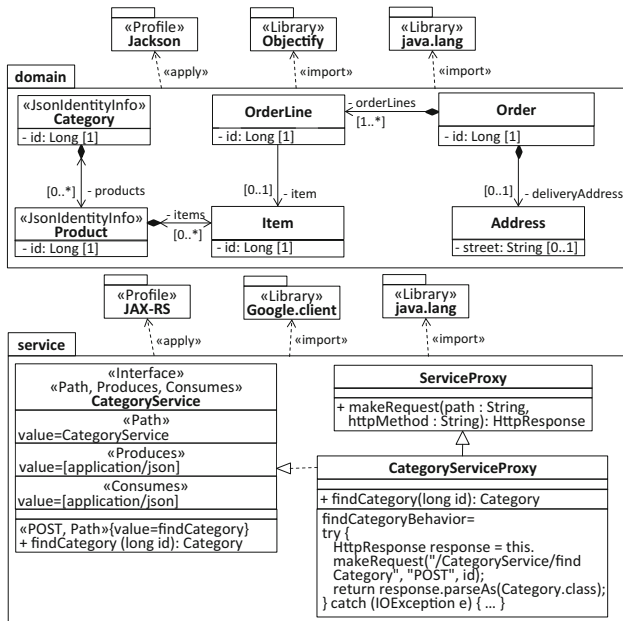 «Profile»
Jackson
«Library»
Objectify
«Library»
java.lang
«apply»
«import»
«import»
domain
«JsonIdentityInfo»
Category
- id: Long [1]
OrderLine
- id: Long [1]
- orderLines
[1..*]
Order
- id: Long [1]
[0..*]
- products
[0..1]
- item
[0..1]
- deliveryAddress
«JsonIdentityInfo»
Product
- id: Long [1]
- items
[0..*]
Item
- id: Long [1]
Address
- street: String [0..1]
«Profile»
JAX-RS
«Library»
Google.client
«Library»
java.lang
«apply»
«import»
«import»
service
«Interface»
«Path, Produces, Consumes»
CategoryService
«Path»
value=CategoryService
«Produces»
value=[application/json]
«Consumes»
value=[application/json]
«POST, Path»{value=findCategory}
+ findCategory (long id): Category
ServiceProxy
+ makeRequest(path : String,
httpMethod : String): HttpResponse
CategoryServiceProxy
+ findCategory(long id): Category
findCategoryBehavior=
try {
HttpResponse response = this.
makeRequest("/CategoryService/find
Category", "POST", id);
return response.parseAs(Category.class);
} catch (IOException e) { ... }